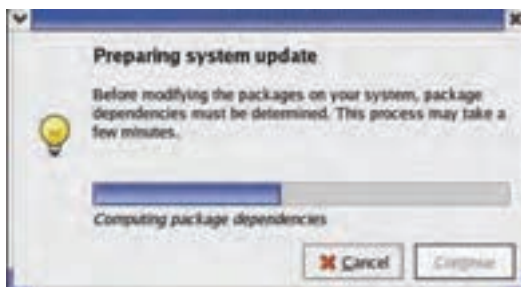 Preparing system update
Before modifying the packages on your system, package
dependencies must be determined. This process may take a
few minutes.
Computing package dependencies
Cancel
Continue